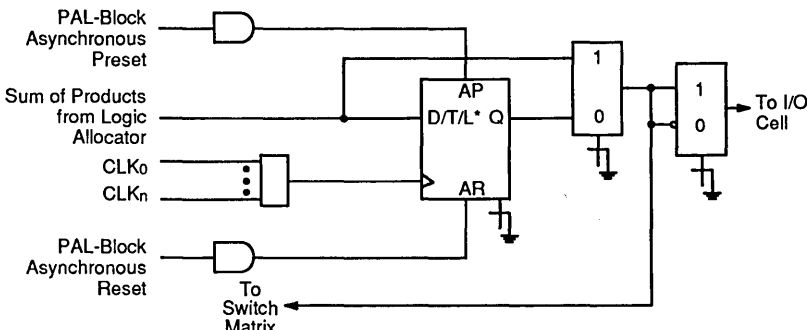 PAL-Block
Asynchronous
Preset
AP
1
1
Sum of Products
from Logic
Allocator
D/T/L* Q
0
0
To I/O
Cell
CLK0
CLKn
AR
PAL-Block
Asynchronous
Reset
To
Switch
Matrix